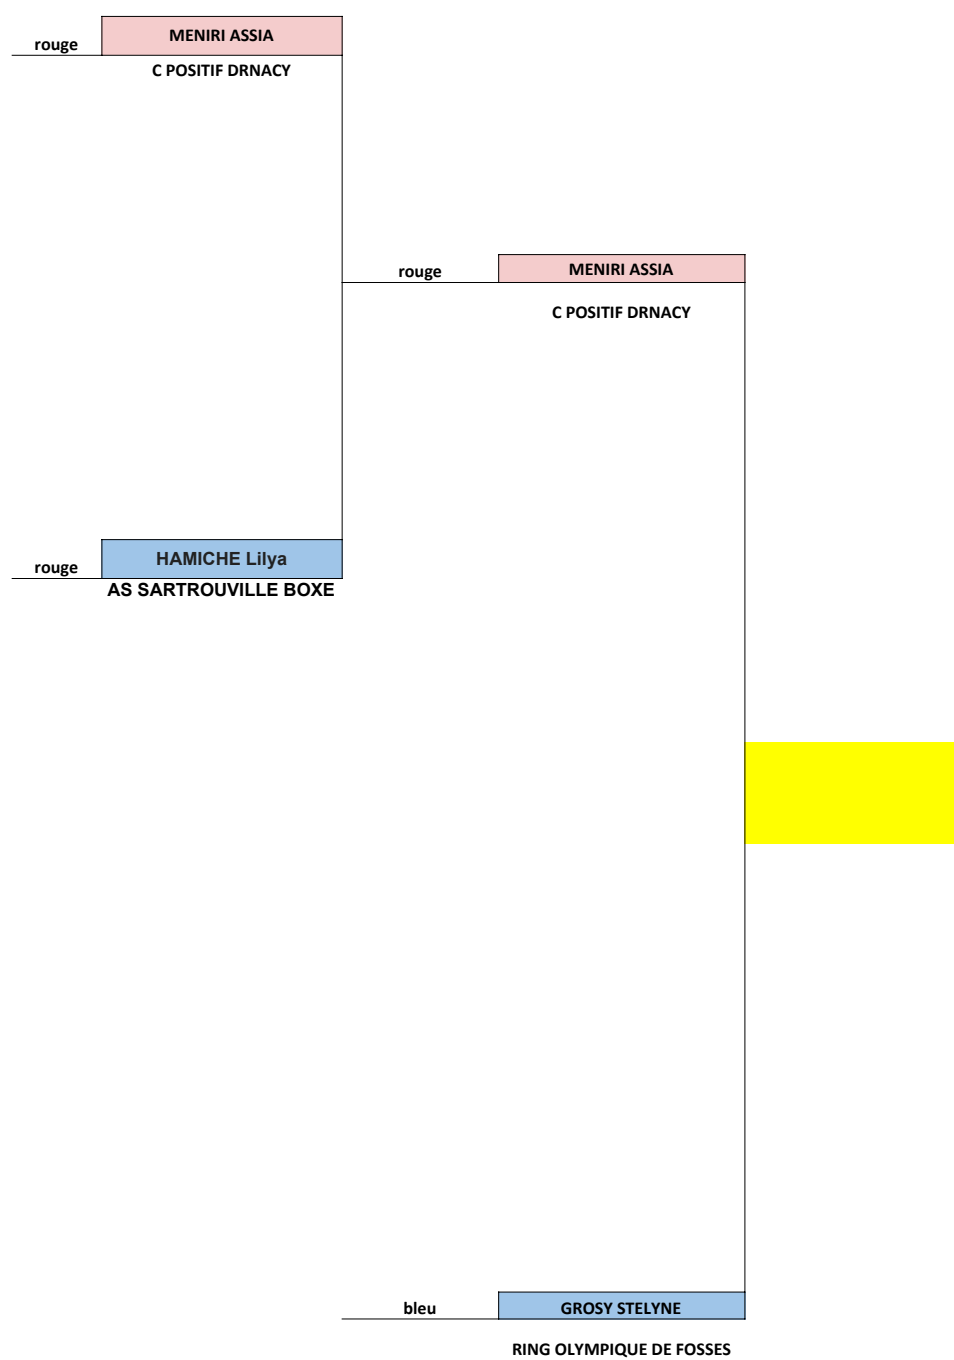 rouge MENIRI ASSIA
C POSITIF DRNACY
rouge MENIRI ASSIA
C POSITIF DRNACY
rouge HAMICHE Lilya
AS SARTROUVILLE BOXE
bleu GROSY STELYNE
RING OLYMPIQUE DE FOSSES